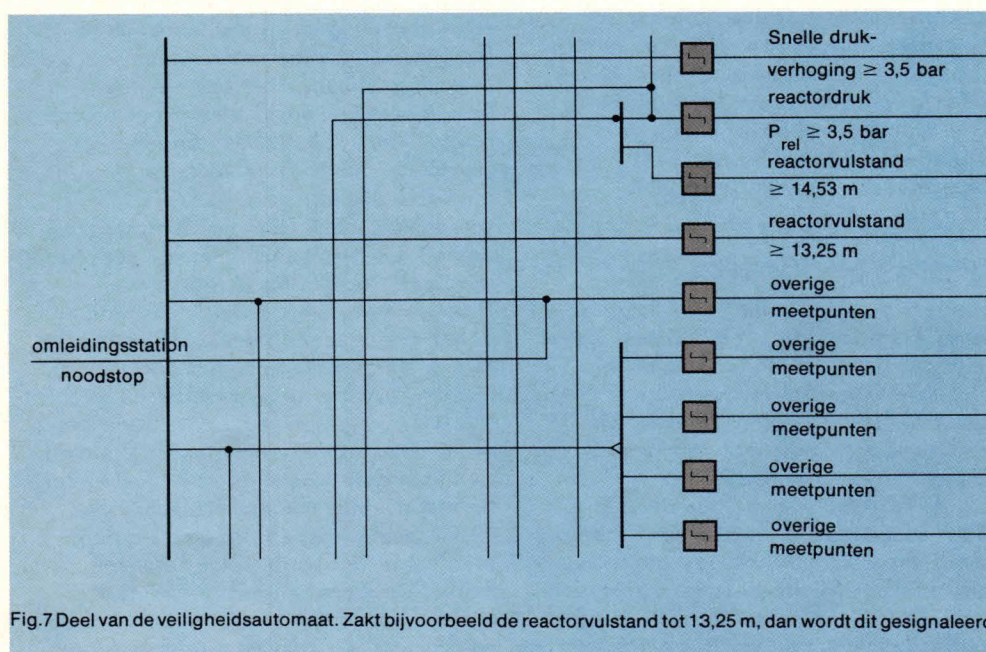 Snelle druk-
verhoging ≥ 3,5 bar
reactordruk
P rel ≥ 3,5 bar
reactorvulstand
≥ 14,53 m
reactorvulstand
≥ 13,25 m
overige
meetpunten
omleidingsstation
noodstop
overige
meetpunten
overige
meetpunten
overige
meetpunten
overige
meetpunten
Fig.7 Deel van de veiligheidsautomaat. Zakt bijvoorbeeld de reactorvulstand tot 13,25 m, dan wordt dit gesignaleerd